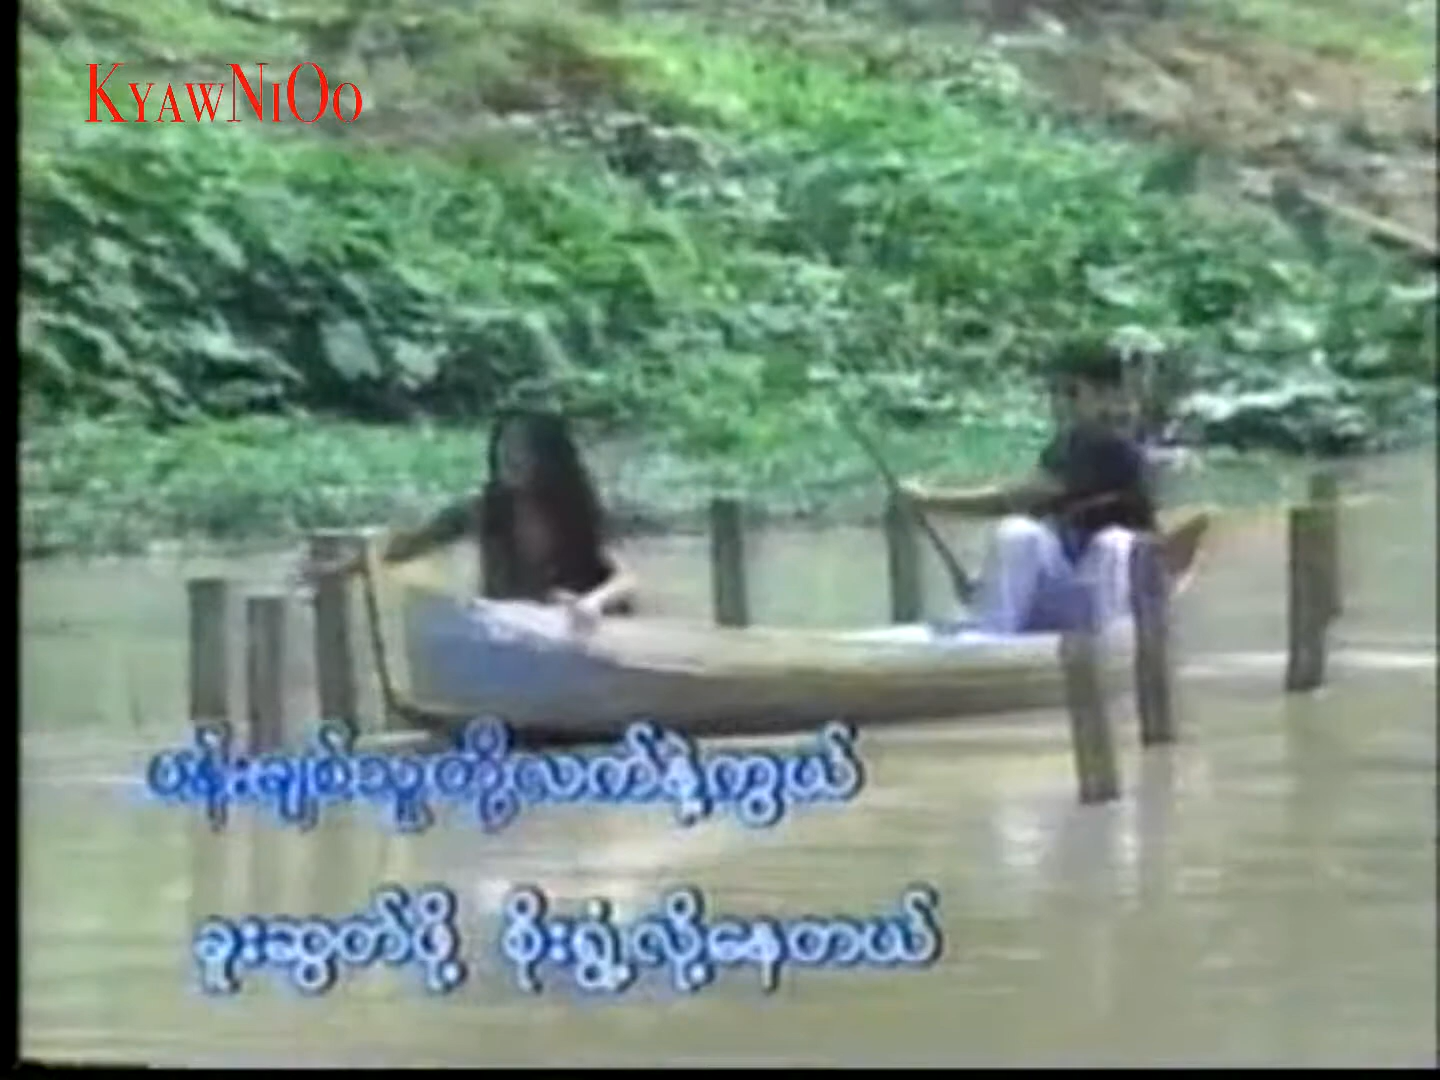 KyawNiOo
ပန်းချစ်သူတို့လက်နဲ့ကွယ်
ခူးဆွတ်ဖို့ စိုးရွံ့လို့နေတယ်